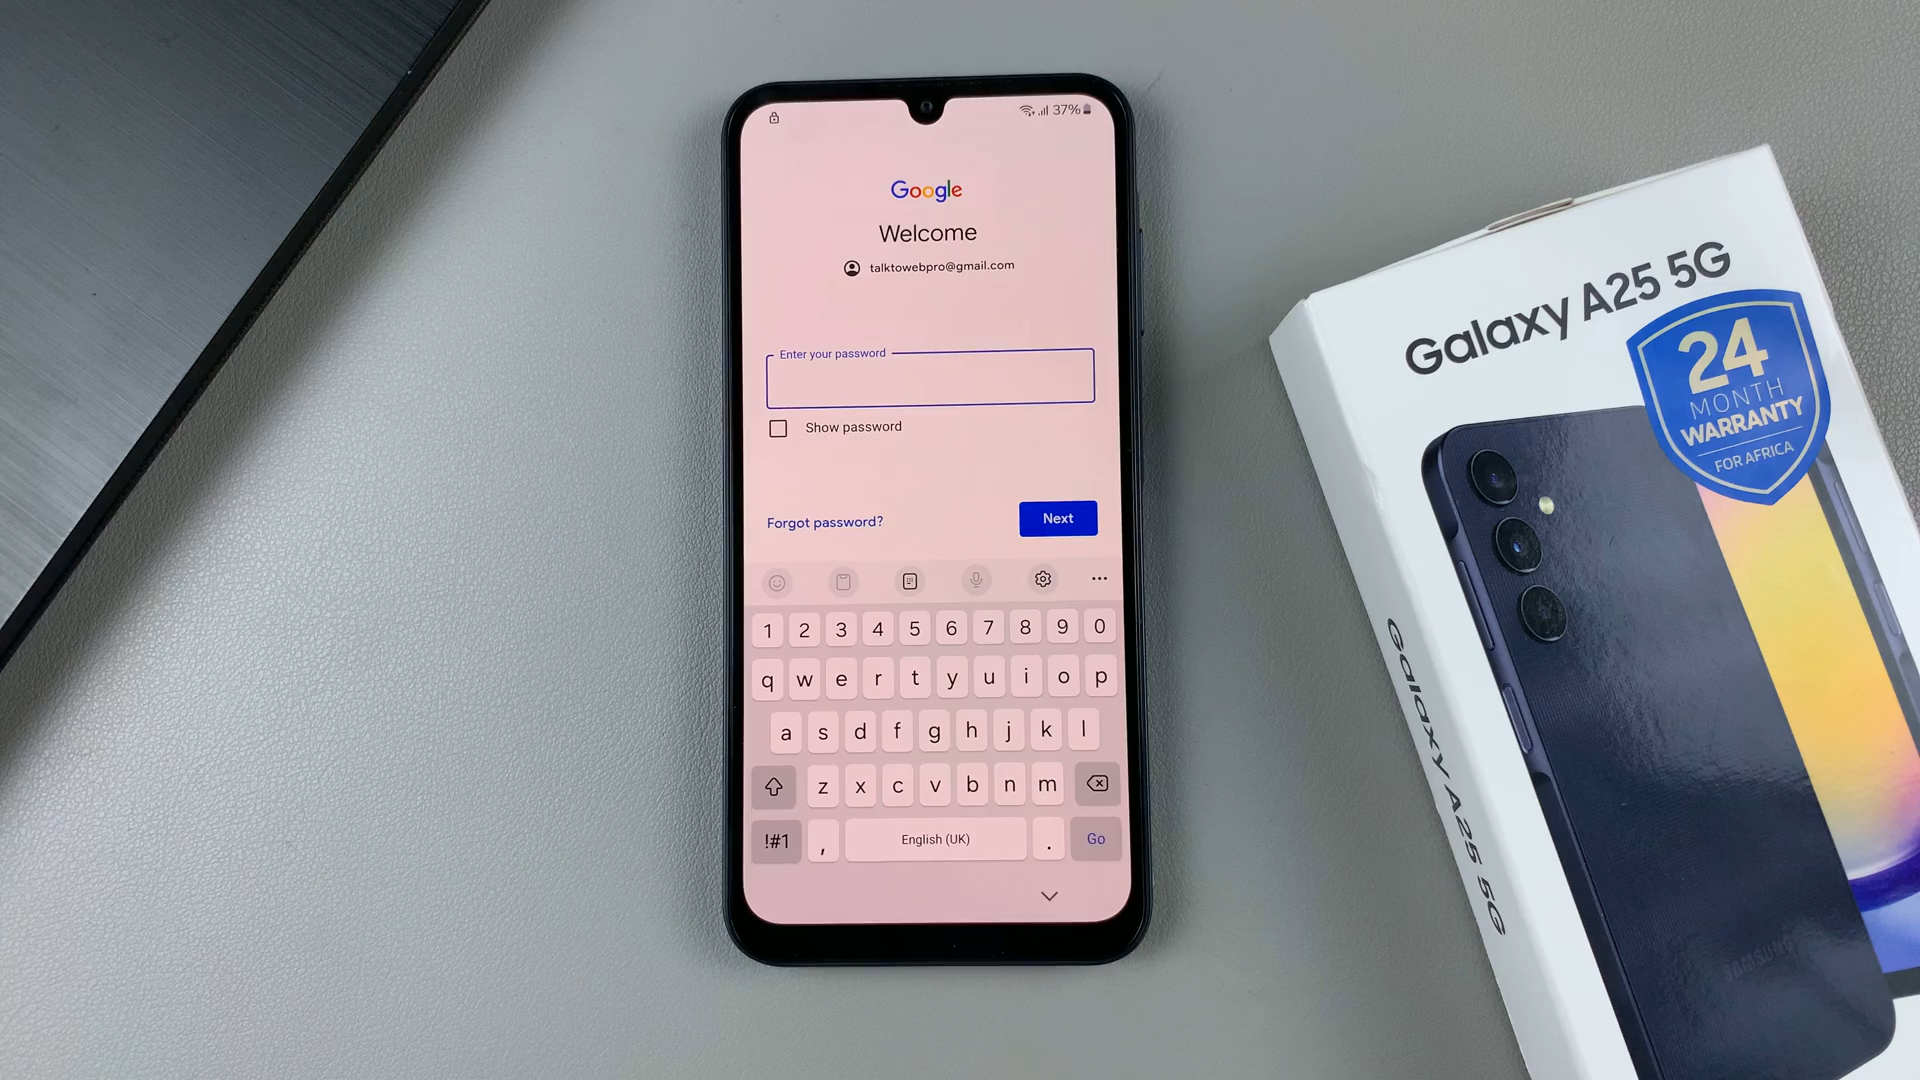 37%
Google
Welcome
talktowebpro@gmail.com
Enter your password
Show password
Forgot password?
Next
1 2 3 4 5 6 7 8 9 0
q w e r t y u i o p
a s d f g h j k l
z x c v b n m
!#1 , English (UK) . Go
Galaxy A25 5G
24
MONTH
WARRANTY
FOR AFRICA
Galaxy A25 5G
SAMSUNG